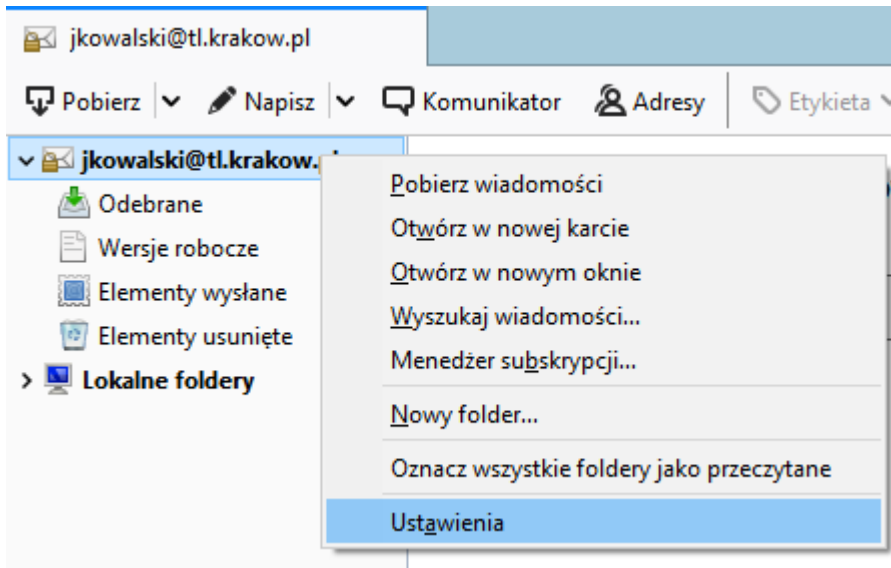 jkowalski@tl.krakow.pl
Pobierz Napisz Komunikator Adresy Etykieta
jkowalski@tl.krakow.
Odebrane
Wersje robocze
Elementy wysłane
Elementy usunięte
Lokalne foldery
Pobierz wiadomości
Otwórz w nowej karcie
Otwórz w nowym oknie
Wyszukaj wiadomości...
Menedżer subskrypcji...
Nowy folder...
Oznacz wszystkie foldery jako przeczytane
Ustawienia